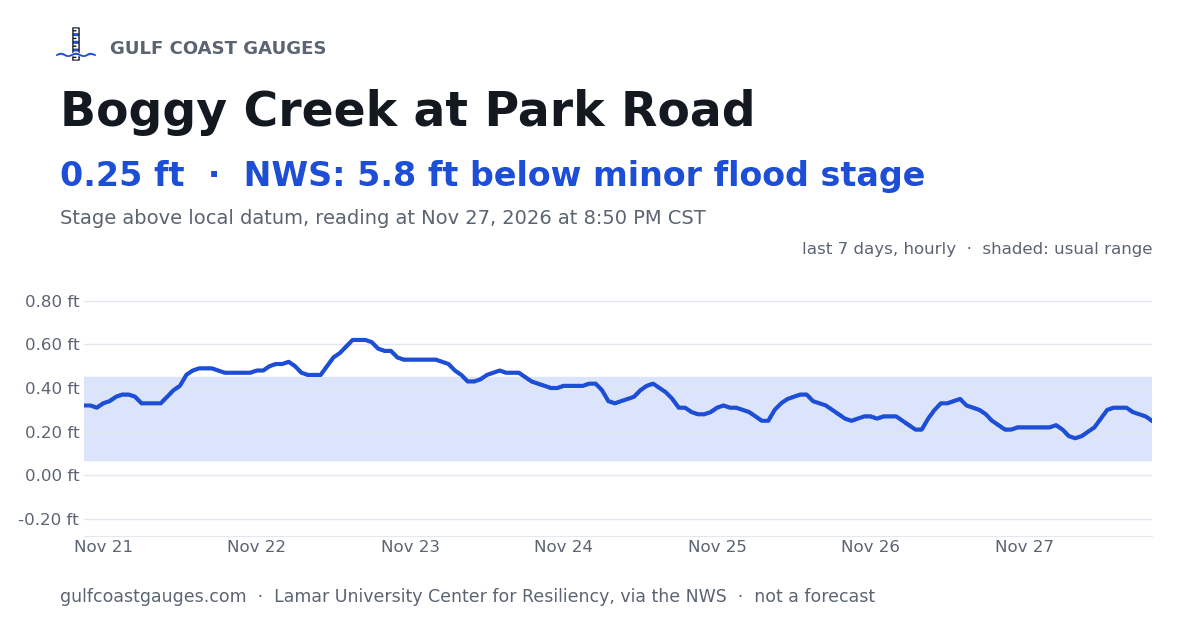 GULF COAST GAUGES
Boggy Creek at Park Road
0.25 ft · NWS: 5.8 ft below minor flood stage
Stage above local datum, reading at Nov 27, 2026 at 8:50 PM CST
last 7 days, hourly · shaded: usual range
0.80 ft
0.60 ft
0.40 ft
0.20 ft
0.00 ft
-0.20 ft
Nov 21 Nov 22 Nov 23 Nov 24 Nov 25 Nov 26 Nov 27
gulfcoastgauges.com · Lamar University Center for Resiliency, via the NWS · not a forecast